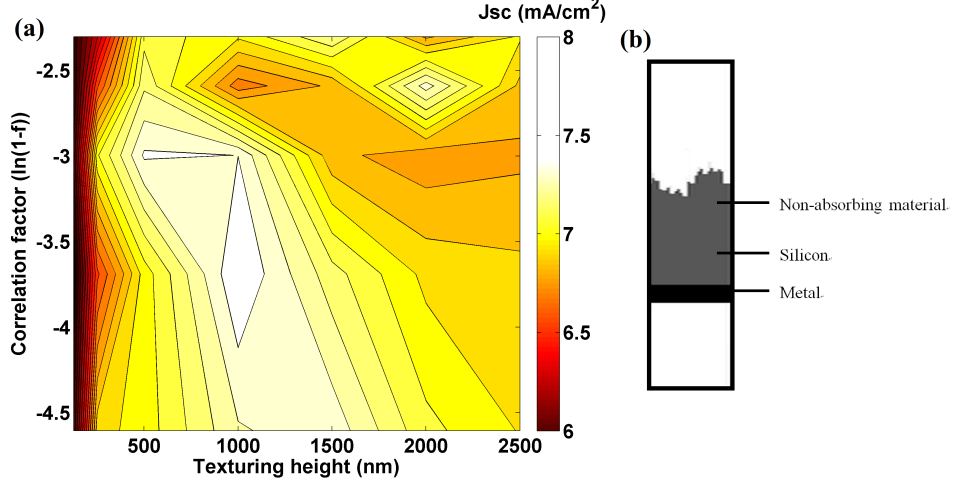 (a)
Jsc (mA/cm²)
Correlation factor (ln(1-f))
-2.5
-3
-3.5
-4
-4.5
500 1000 1500 2000 2500
Texturing height (nm)
8
7.5
7
6.5
6
(b)
Non-absorbing material.
Silicon.
Metal.